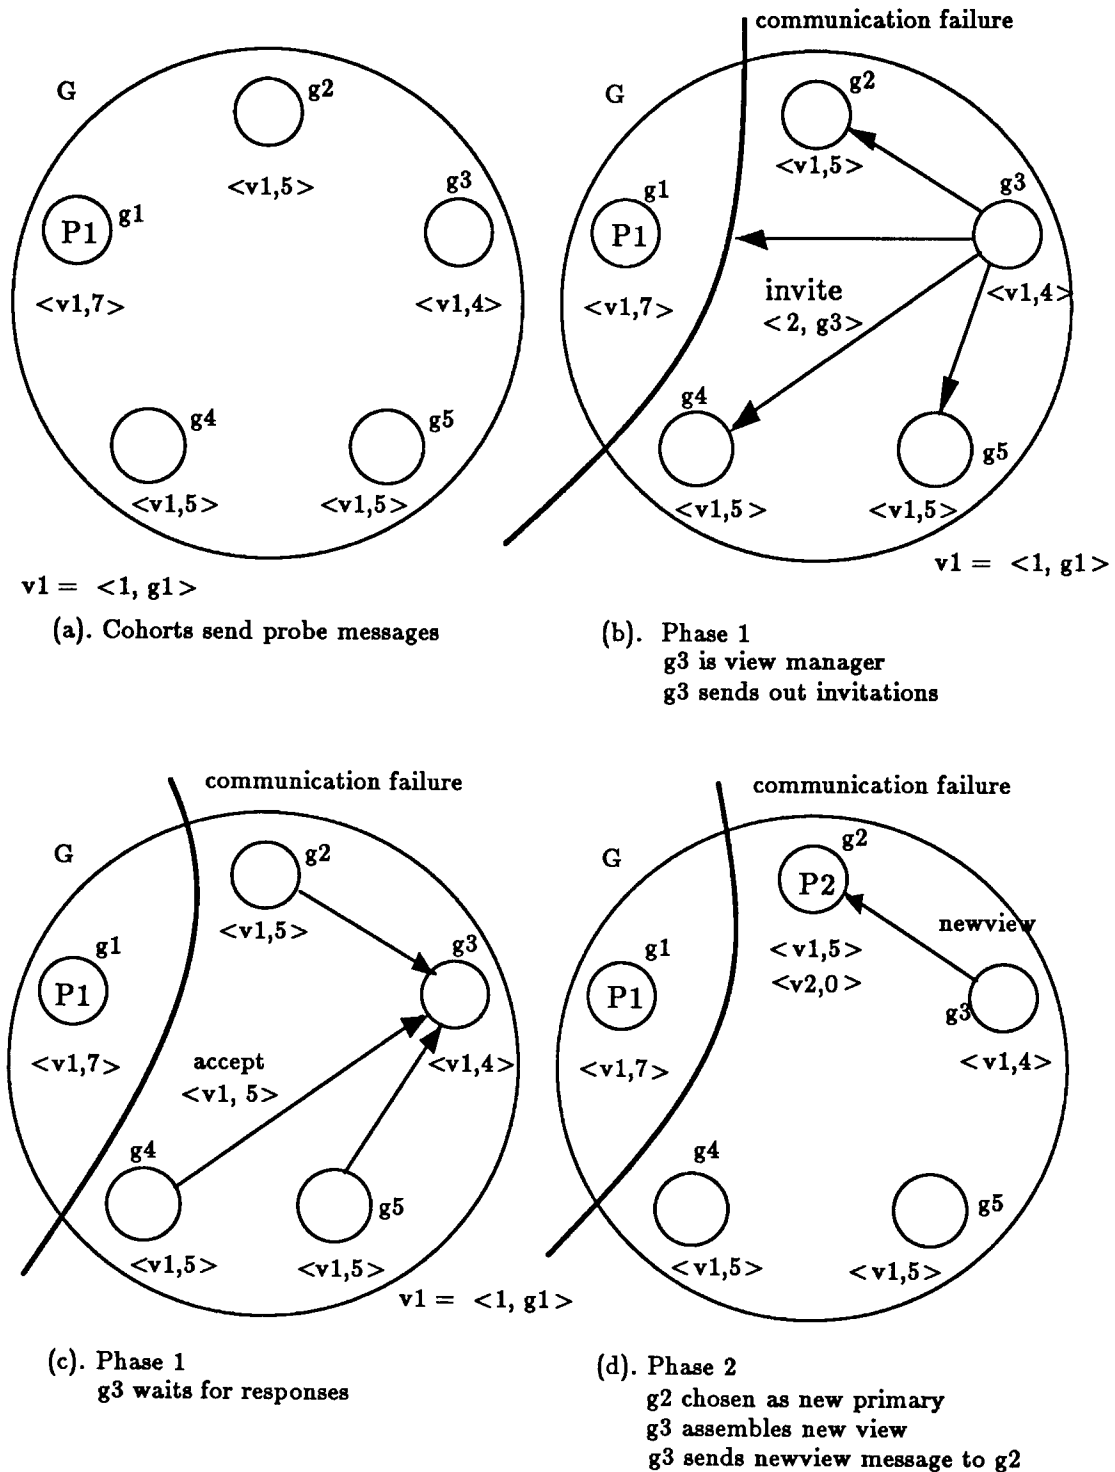 G
g2
<v1,5>
g3
P1
g1
<v1,7>
<v1,4>
g4
g5
<v1,5>
<v1,5>
v1 = <1, g1>
(a). Cohorts send probe messages
communication failure
G
g2
<v1,5>
g1
g3
P1
<v1,7>
invite
<2, g3>
<v1,4>
g4
g5
<v1,5>
<v1,5>
v1 = <1, g1>
(b). Phase 1
g3 is view manager
g3 sends out invitations
communication failure
G
g2
<v1,5>
g1
g3
P1
<v1,7>
accept
<v1, 5>
<v1,4>
g4
g5
<v1,5>
<v1,5>
v1 = <1, g1>
(c). Phase 1
g3 waits for responses
communication failure
G
g2
P2
newview
<v1,5>
<v2,0>
g1
P1
g3
<v1,7>
<v1,4>
g4
g5
<v1,5>
<v1,5>
(d). Phase 2
g2 chosen as new primary
g3 assembles new view
g3 sends newview message to g2